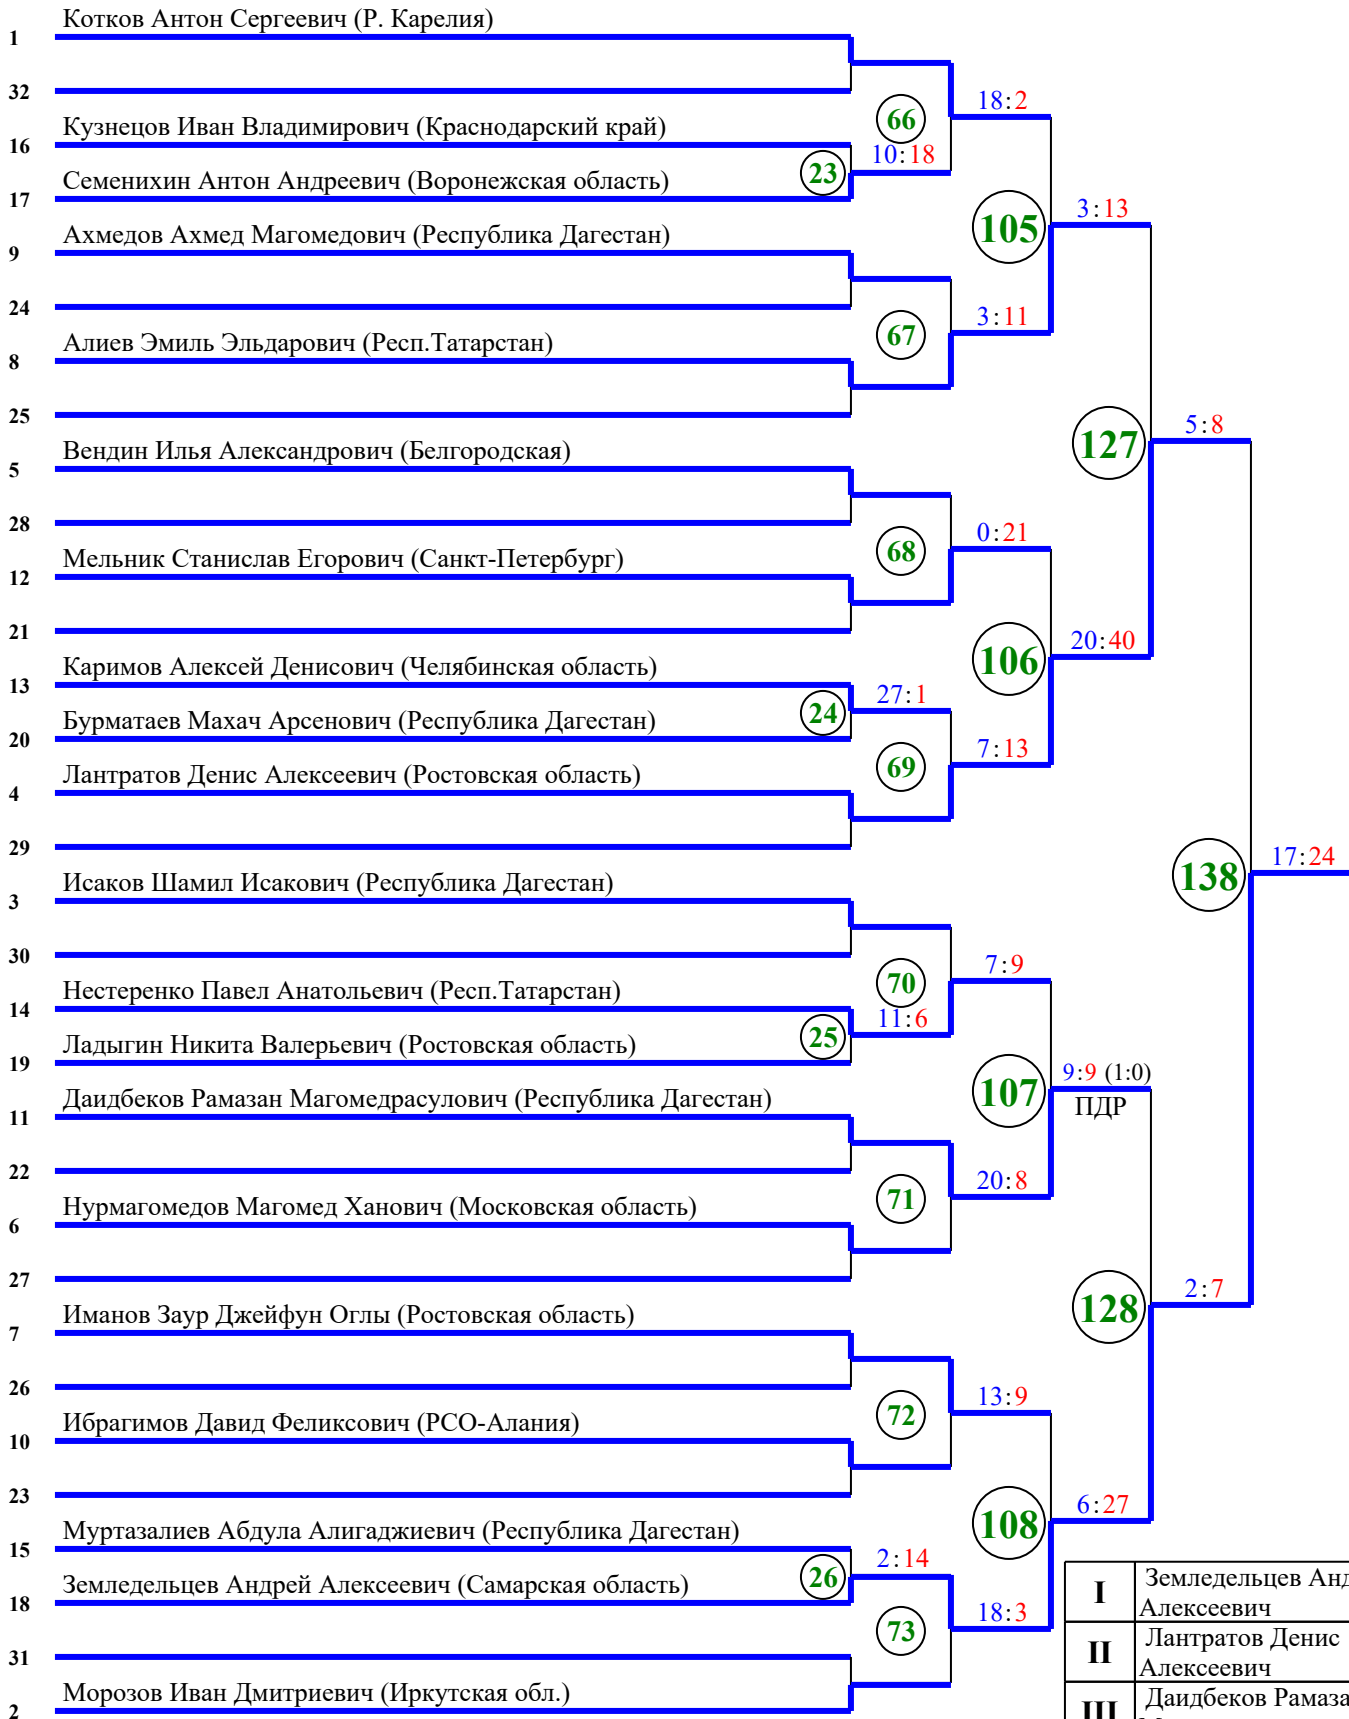 Котков Антон Сергеевич (Р. Карелия)
1
32
18:2
66
Кузнецов Иван Владимирович (Краснодарский край)
16
10:18
23
Семенихин Антон Андреевич (Воронежская область)
17
3:13
105
Ахмедов Ахмед Магомедович (Республика Дагестан)
9
24
3:11
67
Алиев Эмиль Эльдарович (Респ.Татарстан)
8
25
5:8
127
Вендин Илья Александрович (Белгородская)
5
28
0:21
68
Мельник Станислав Егорович (Санкт-Петербург)
12
21
20:40
106
Каримов Алексей Денисович (Челябинская область)
13
27:1
24
Бурматаев Махач Арсенович (Республика Дагестан)
20
7:13
69
Лантратов Денис Алексеевич (Ростовская область)
4
29
17:24
138
Исаков Шамил Исакович (Республика Дагестан)
3
30
7:9
70
Нестеренко Павел Анатольевич (Респ.Татарстан)
14
11:6
25
Ладыгин Никита Валерьевич (Ростовская область)
19
9:9 (1:0)
107
ПДР
Даидбеков Рамазан Магомедрасулович (Республика Дагестан)
11
22
20:8
71
Нурмагомедов Магомед Ханович (Московская область)
6
27
2:7
128
Иманов Заур Джейфун Оглы (Ростовская область)
7
26
13:9
72
Ибрагимов Давид Феликсович (РСО-Алания)
10
23
6:27
108
Муртазалиев Абдула Алигаджиевич (Республика Дагестан)
15
2:14
26
Земледельцев Андрей Алексеевич (Самарская область)
18
18:3
73
31
Морозов Иван Дмитриевич (Иркутская обл.)
2
I Земледельцев Анд
Алексеевич
II Лантратов Денис
Алексеевич
III Даидбеков Рамаза